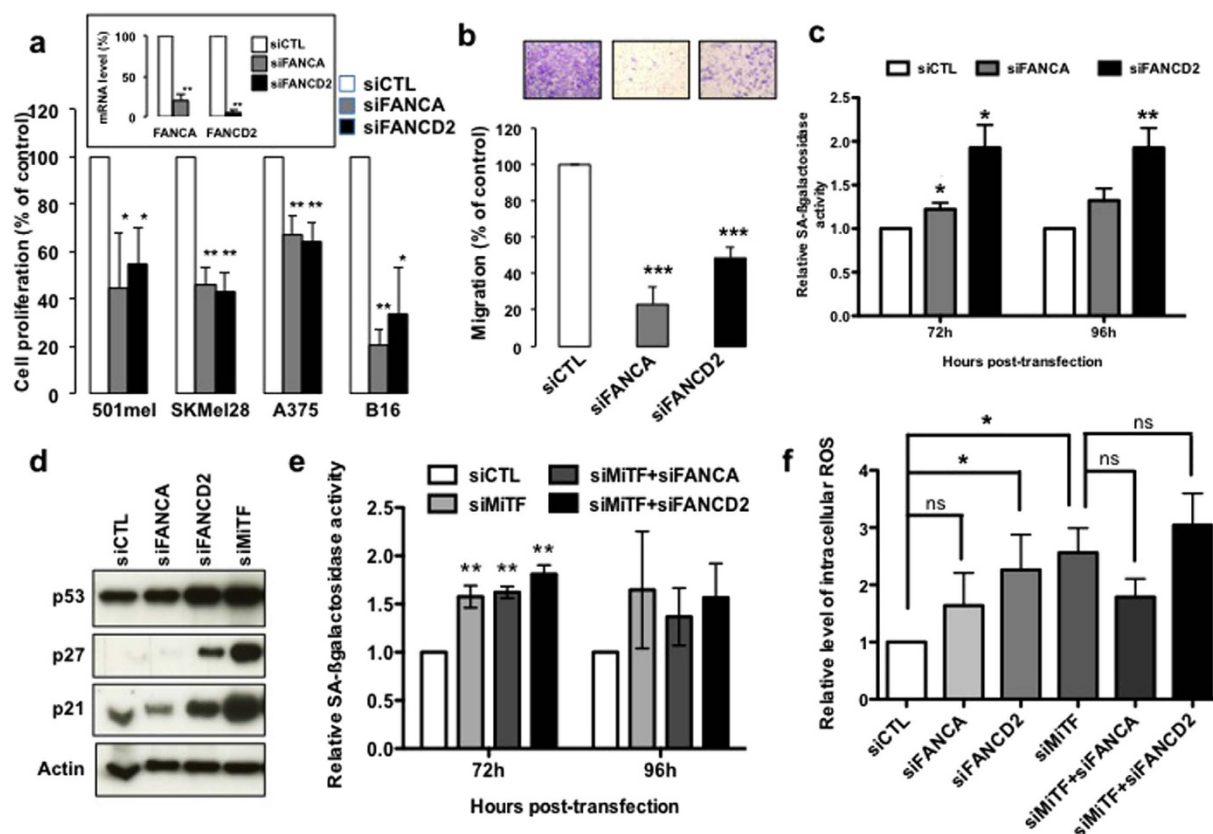 a
mRNA level (%)
100
50
0
**
**
FANCA FANCD2
siCTL
siFANCA
siFANCD2
siCTL
siFANCA
siFANCD2
Cell proliferation (% of control)
120
100
80
60
40
20
0
* *
** **
** **
** *
501mel SKMel28 A375 B16
b
Migration (% of control)
120
100
80
60
40
20
0
***
***
siCTL
siFANCA
siFANCD2
c
siCTL siFANCA siFANCD2
Relative SA-ßgalactosidase
activity
2.5
2.0
1.5
1.0
0.5
0.0
*
*
**
72h 96h
Hours post-transfection
d
siCTL
siFANCA
siFANCD2
siMiTF
p53
p27
p21
Actin
e
siCTL siMiTF+siFANCA
siMiTF siMiTF+siFANCD2
Relative SA-ßgalactosidase activity
2.5
2.0
1.5
1.0
0.5
0.0
** ** **
72h 96h
Hours post-transfection
f
Relative level of intracellular ROS
4
3
2
1
0
*
ns
*
ns
ns
siCTL
siFANCA
siFANCD2
siMiTF
siMiTF+siFANCA
siMiTF+siFANCD2